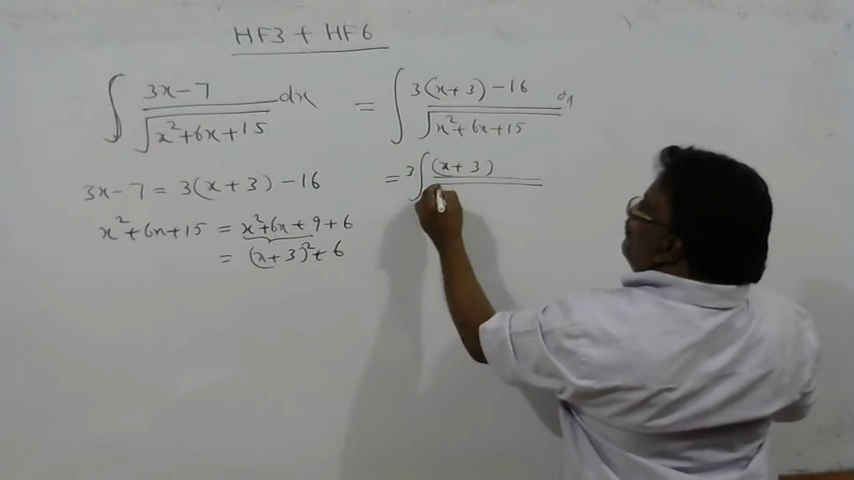 HF3 + HF6
∫ 3x-7 / √x²+6x+15 dx = ∫ 3(x+3)-16 / √x²+6x+15 dx
3x-7 = 3(x+3)-16
= 3∫ (x+3)
x²+6x+15 = x²+6x+9+6
= (x+3)²+6